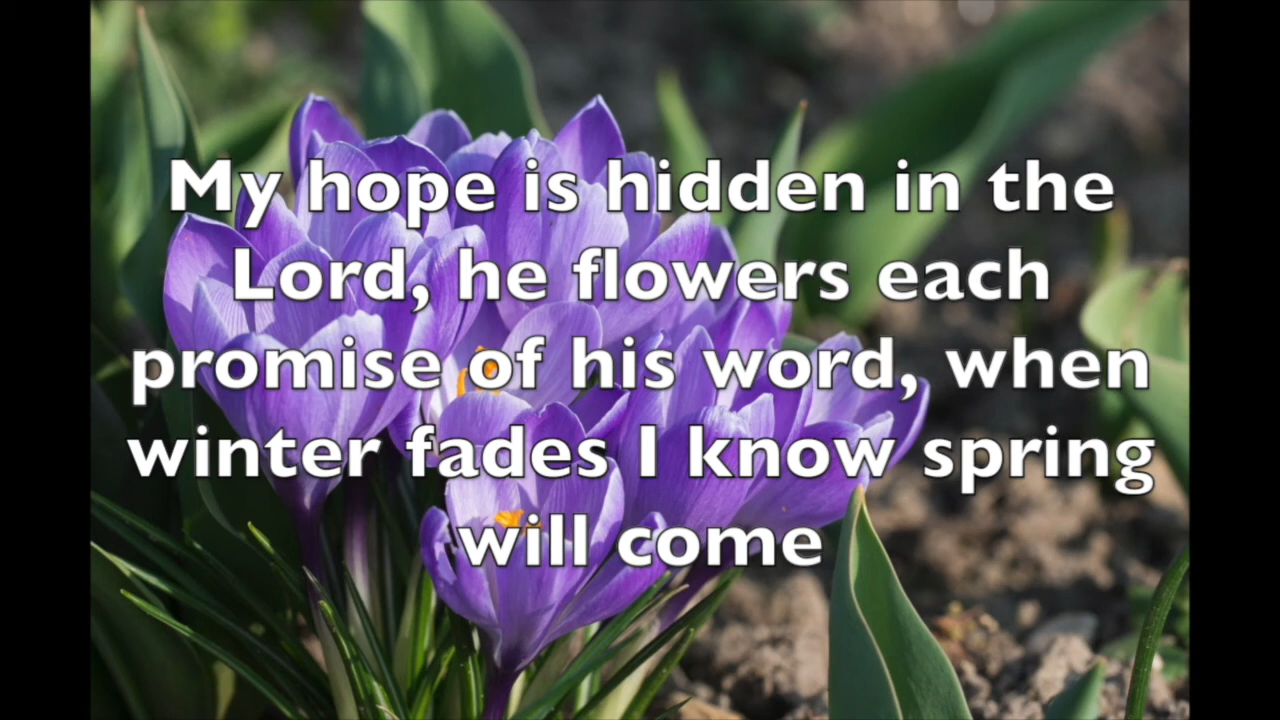 My hope is hidden in the
Lord, he flowers each
promise of his word, when
winter fades I know spring
will come